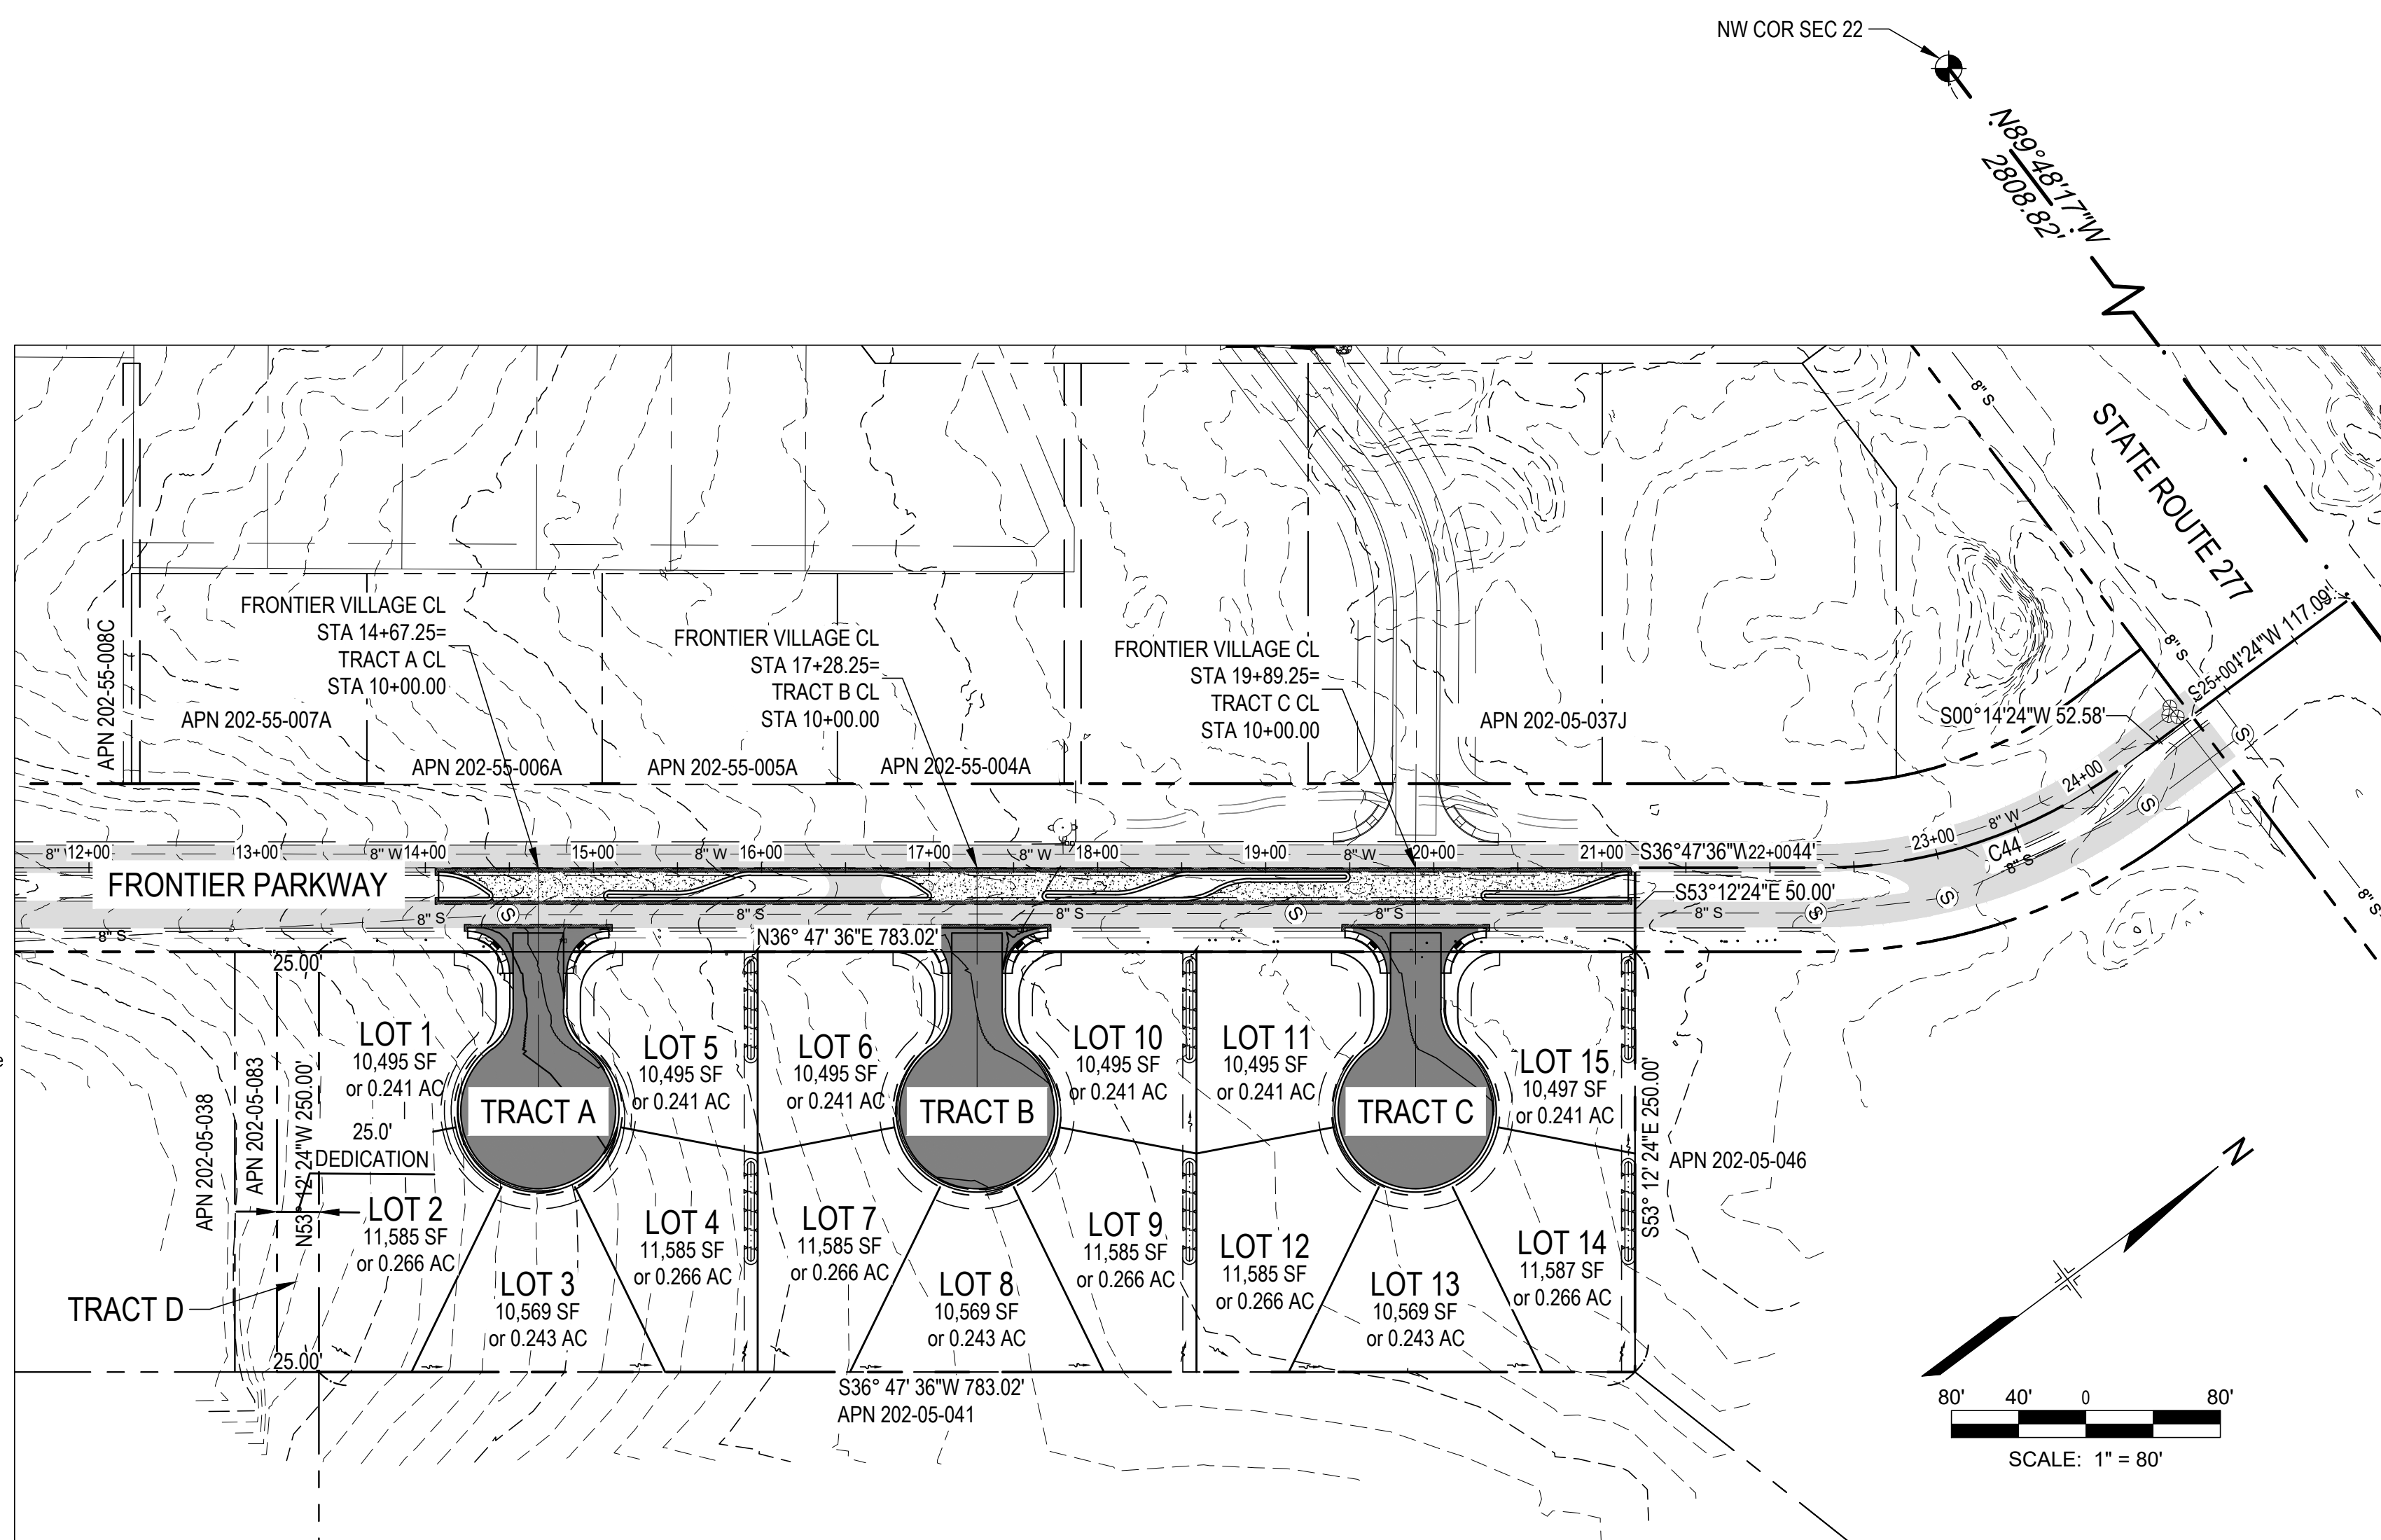 NW COR SEC 22
N89°48'17"W
2808.82'
STATE ROUTE 277
8" S
8" S
8" S
117.09'
25+00
S00°14'24"W 52.58'
24+00
23+00
8" W
C44
8" S
S
S
S
S
APN 202-55-008C
APN 202-55-007A
APN 202-55-006A
APN 202-55-005A
APN 202-55-004A
APN 202-05-037J
FRONTIER VILLAGE CL
STA 14+67.25=
TRACT A CL
STA 10+00.00
FRONTIER VILLAGE CL
STA 17+28.25=
TRACT B CL
STA 10+00.00
FRONTIER VILLAGE CL
STA 19+89.25=
TRACT C CL
STA 10+00.00
8" W
12+00
13+00
8" W
14+00
15+00
8" W
16+00
17+00
8" W
18+00
19+00
8" W
20+00
21+00
S36°47'36"W
22+00
44'
FRONTIER PARKWAY
S53°12'24"E 50.00'
8" S
8" S
S
8" S
8" S
S
8" S
8" S
N36° 47' 36"E 783.02'
25.00'
LOT 1
10,495 SF
or 0.241 AC
LOT 5
10,495 SF
or 0.241 AC
LOT 6
10,495 SF
or 0.241 AC
LOT 10
10,495 SF
or 0.241 AC
LOT 11
10,495 SF
or 0.241 AC
LOT 15
10,497 SF
or 0.241 AC
TRACT A
TRACT B
TRACT C
APN 202-05-038
APN 202-05-083
N53° 12' 24"W 250.00'
25.0'
DEDICATION
S53° 12' 24"E 250.00'
APN 202-05-046
LOT 2
11,585 SF
or 0.266 AC
LOT 3
10,569 SF
or 0.243 AC
LOT 4
11,585 SF
or 0.266 AC
LOT 7
11,585 SF
or 0.266 AC
LOT 8
10,569 SF
or 0.243 AC
LOT 9
11,585 SF
or 0.266 AC
LOT 12
11,585 SF
or 0.266 AC
LOT 13
10,569 SF
or 0.243 AC
LOT 14
11,587 SF
or 0.266 AC
TRACT D
25.00'
S36° 47' 36"W 783.02'
APN 202-05-041
N
80'
40'
0
80'
SCALE: 1" = 80'